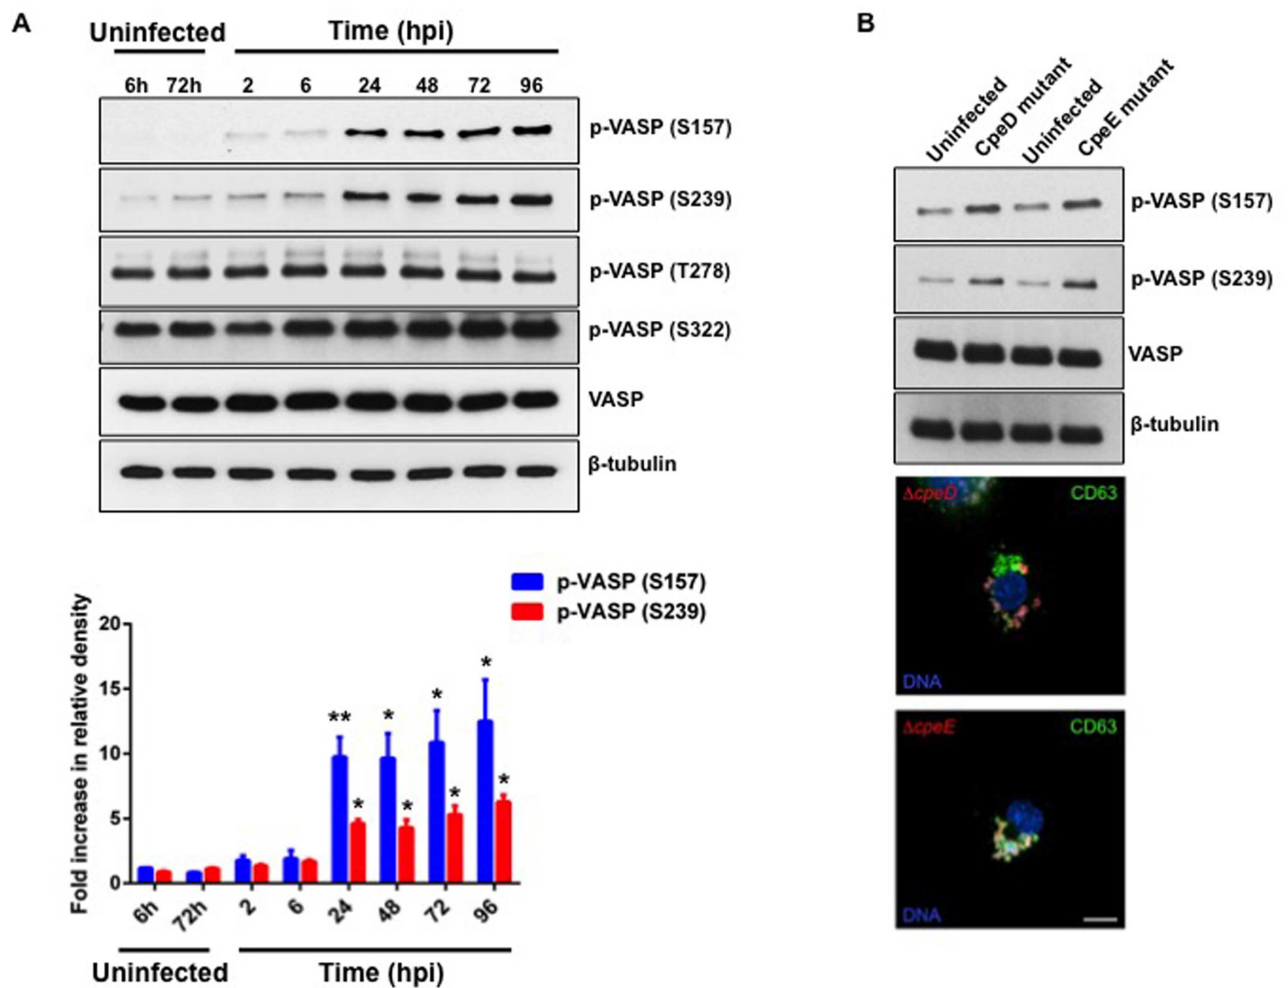 A
Uninfected
Time (hpi)
6h 72h 2 6 24 48 72 96
p-VASP (S157)
p-VASP (S239)
p-VASP (T278)
p-VASP (S322)
VASP
β-tubulin
p-VASP (S157)
p-VASP (S239)
Fold increase in relative density
20
15
10
5
0
** * * *
* * * *
6h 72h 2 6 24 48 72 96
Uninfected
Time (hpi)
B
Uninfected
CpeD mutant
Uninfected
CpeE mutant
p-VASP (S157)
p-VASP (S239)
VASP
β-tubulin
ΔcpeD CD63
DNA
ΔcpeE CD63
DNA